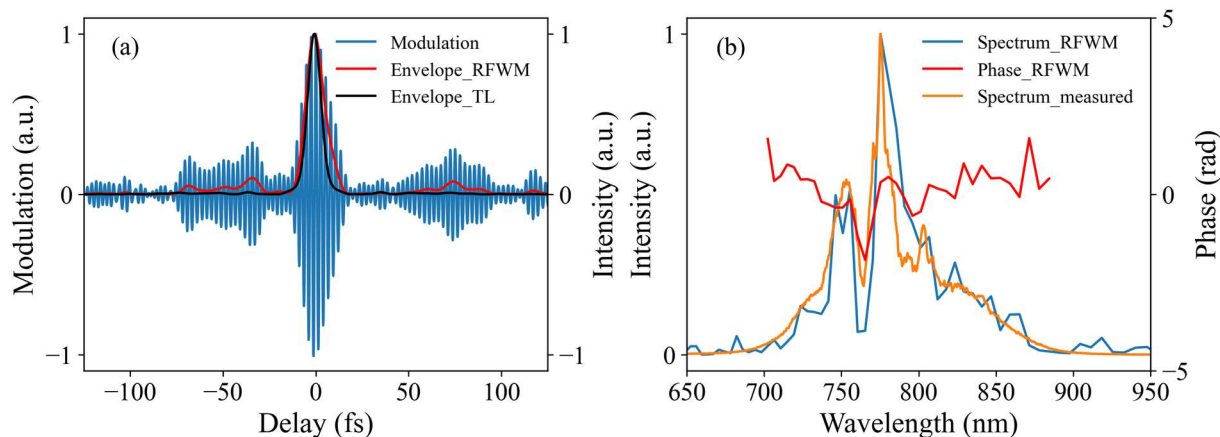 (a)
Modulation
Envelope_RFWM
Envelope_TL
1
0
−1
Modulation (a.u.)
−100
−50
0
50
100
Delay (fs)
1
0
−1
Intensity (a.u.)
(b)
Spectrum_RFWM
Phase_RFWM
Spectrum_measured
1
0
Intensity (a.u.)
650
700
750
800
850
900
950
Wavelength (nm)
5
0
−5
Phase (rad)